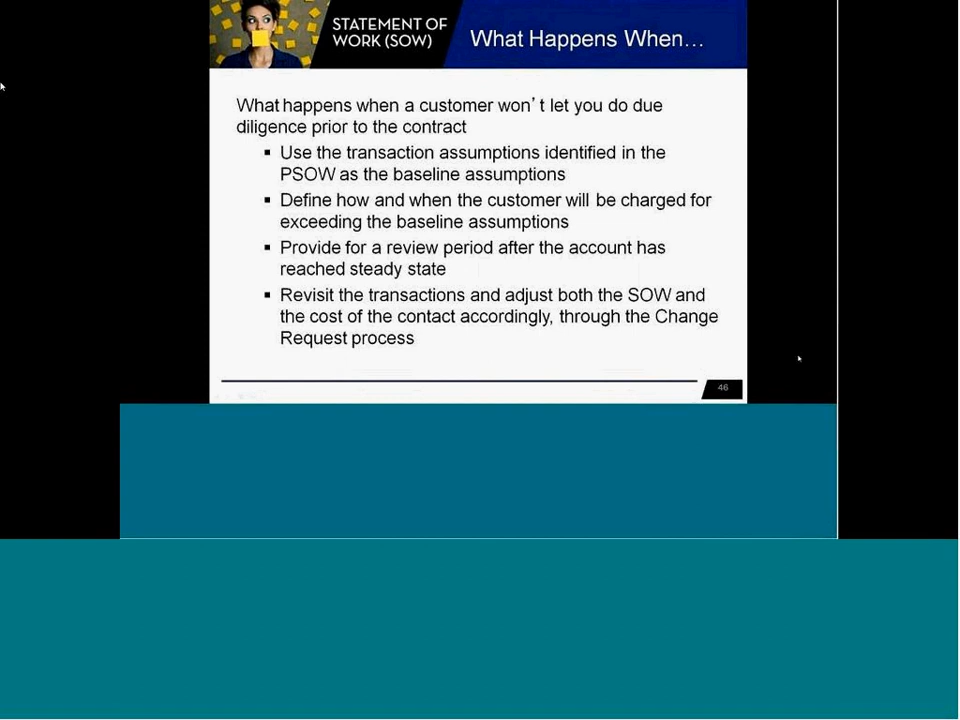 STATEMENT OF
WORK (SOW)
What Happens When…
What happens when a customer won’t let you do due
diligence prior to the contract
▪ Use the transaction assumptions identified in the
PSOW as the baseline assumptions
▪ Define how and when the customer will be charged for
exceeding the baseline assumptions
▪ Provide for a review period after the account has
reached steady state
▪ Revisit the transactions and adjust both the SOW and
the cost of the contact accordingly, through the Change
Request process
46